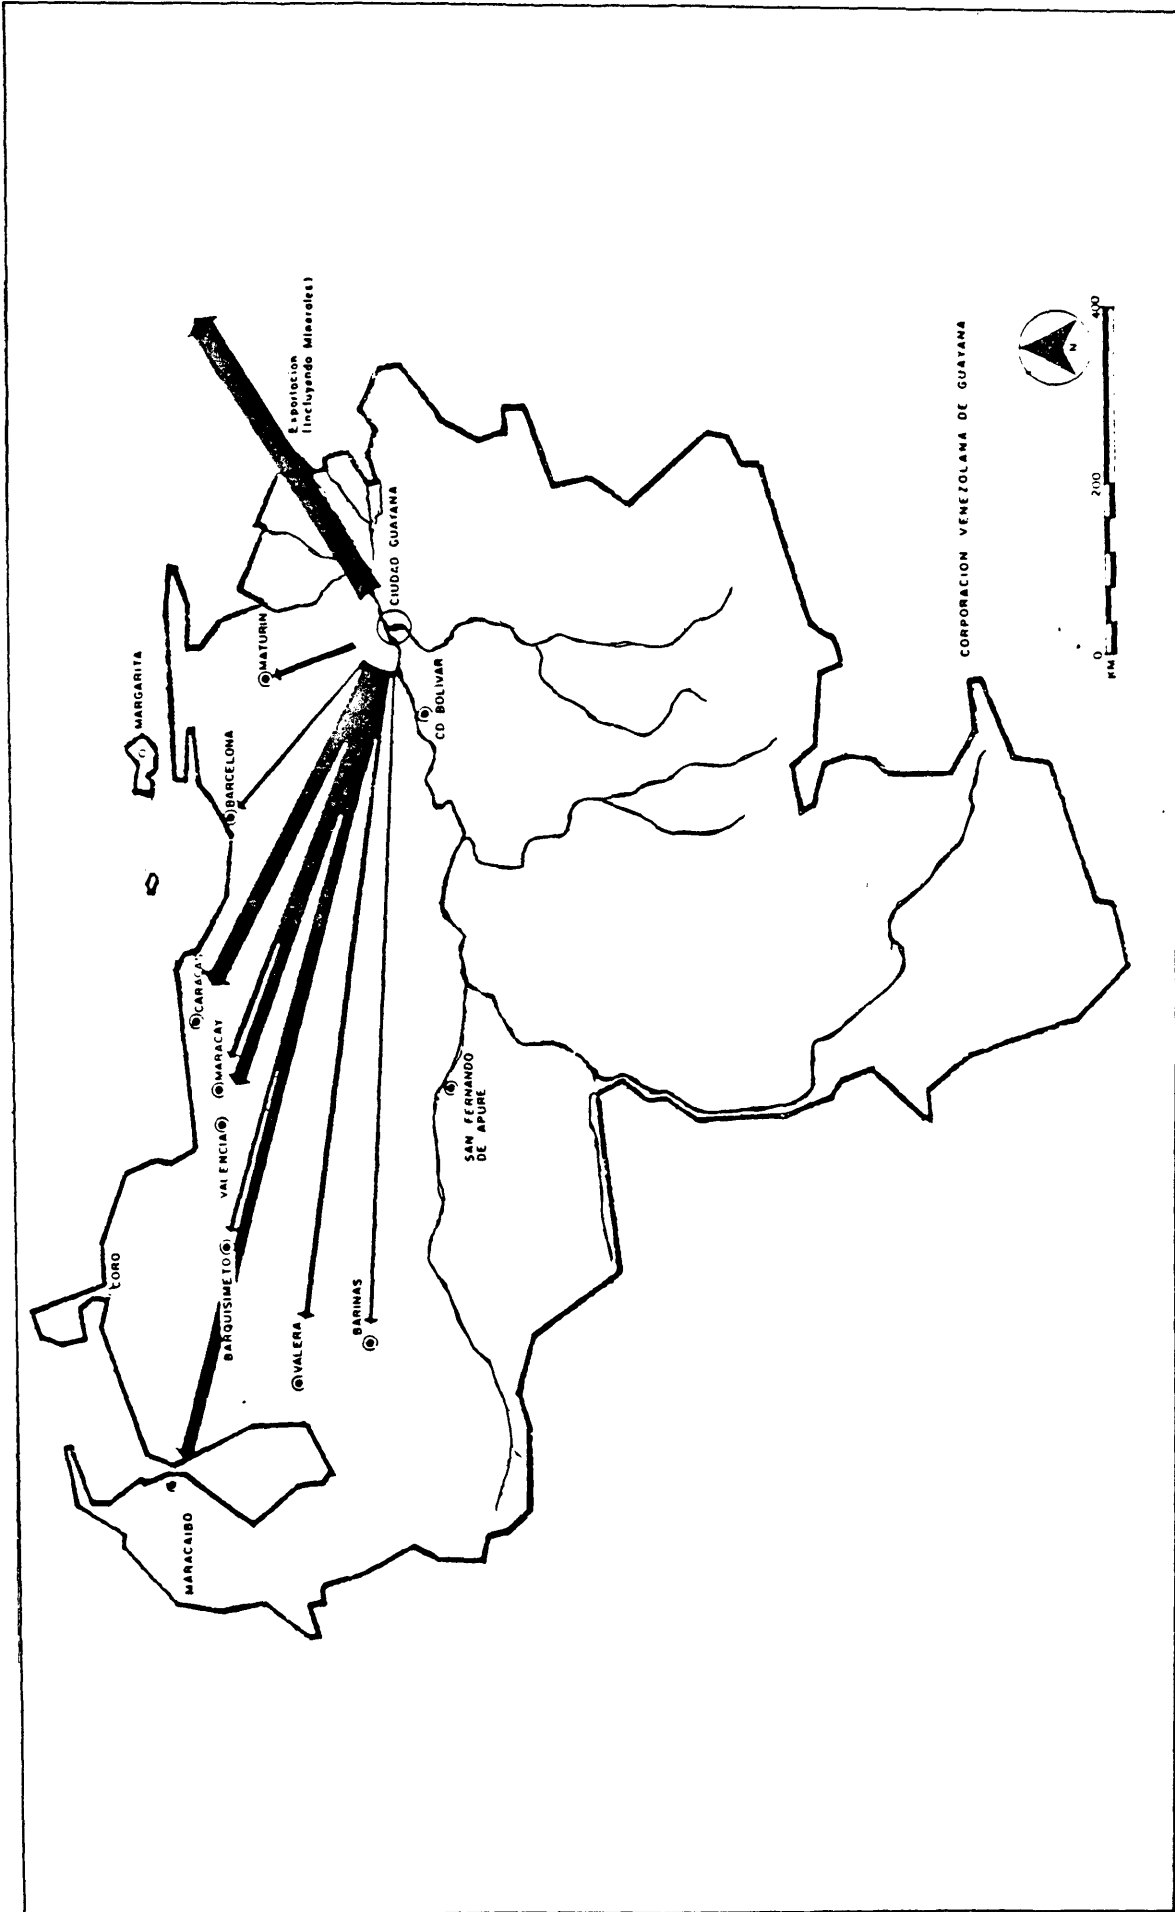 MARGARITA
CORO
CARACAS
BARCELONA
MATURIN
MARACAY
VALENCIA
BARQUISIMETO
MARACAIBO
VALERA
BARINAS
Exportacion
(Incluyendo Minerales)
CIUDAD GUAYANA
CD BOLIVAR
SAN FERNANDO
DE APURE
CORPORACION VENEZOLANA DE GUAYANA
N
0 200 400
KM